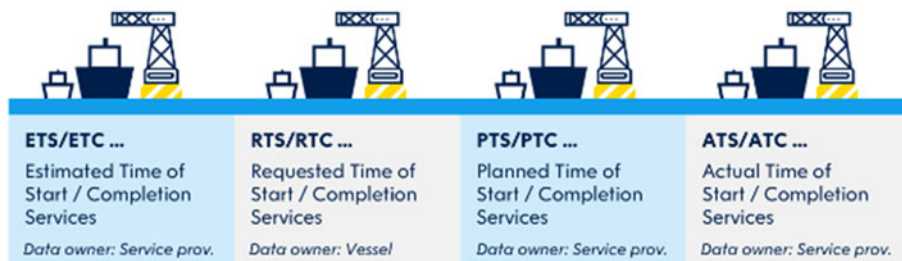 ETS/ETC ...
Estimated Time of
Start / Completion
Services
Data owner: Service prov.
RTS/RTC ...
Requested Time of
Start / Completion
Services
Data owner: Vessel
PTS/PTC ...
Planned Time of
Start / Completion
Services
Data owner: Service prov.
ATS/ATC ...
Actual Time of
Start / Completion
Services
Data owner: Service prov.